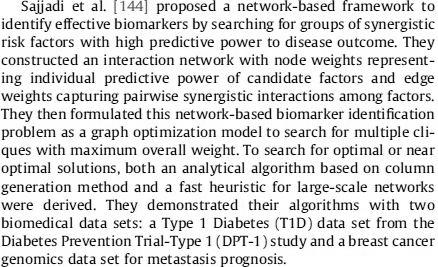 Sajjadi et al. [144] proposed a network-based framework to
identify effective biomarkers by searching for groups of synergistic
risk factors with high predictive power to disease outcome. They
constructed an interaction network with node weights represent-
ing individual predictive power of candidate factors and edge
weights capturing pairwise synergistic interactions among factors.
They then formulated this network-based biomarker identification
problem as a graph optimization model to search for multiple cli-
ques with maximum overall weight. To search for optimal or near
optimal solutions, both an analytical algorithm based on column
generation method and a fast heuristic for large-scale networks
were derived. They demonstrated their algorithms with two
biomedical data sets: a Type 1 Diabetes (T1D) data set from the
Diabetes Prevention Trial-Type 1 (DPT-1) study and a breast cancer
genomics data set for metastasis prognosis.